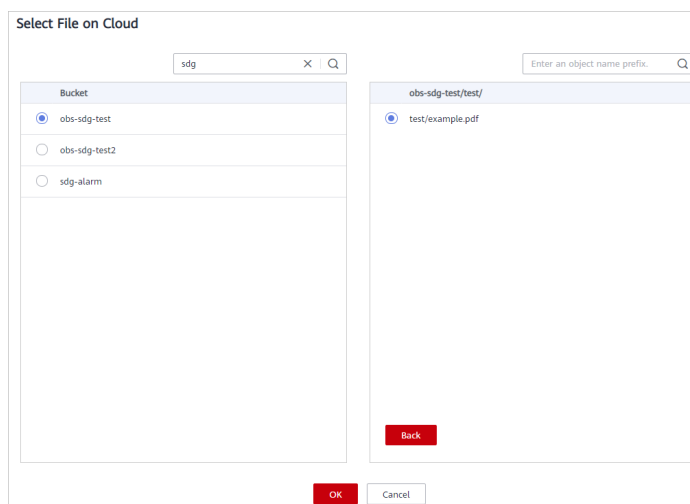 Select File on Cloud
sdg
Enter an object name prefix.
Bucket
obs-sdg-test
obs-sdg-test2
sdg-alarm
obs-sdg-test/test/
test/example.pdf
Back
OK
Cancel